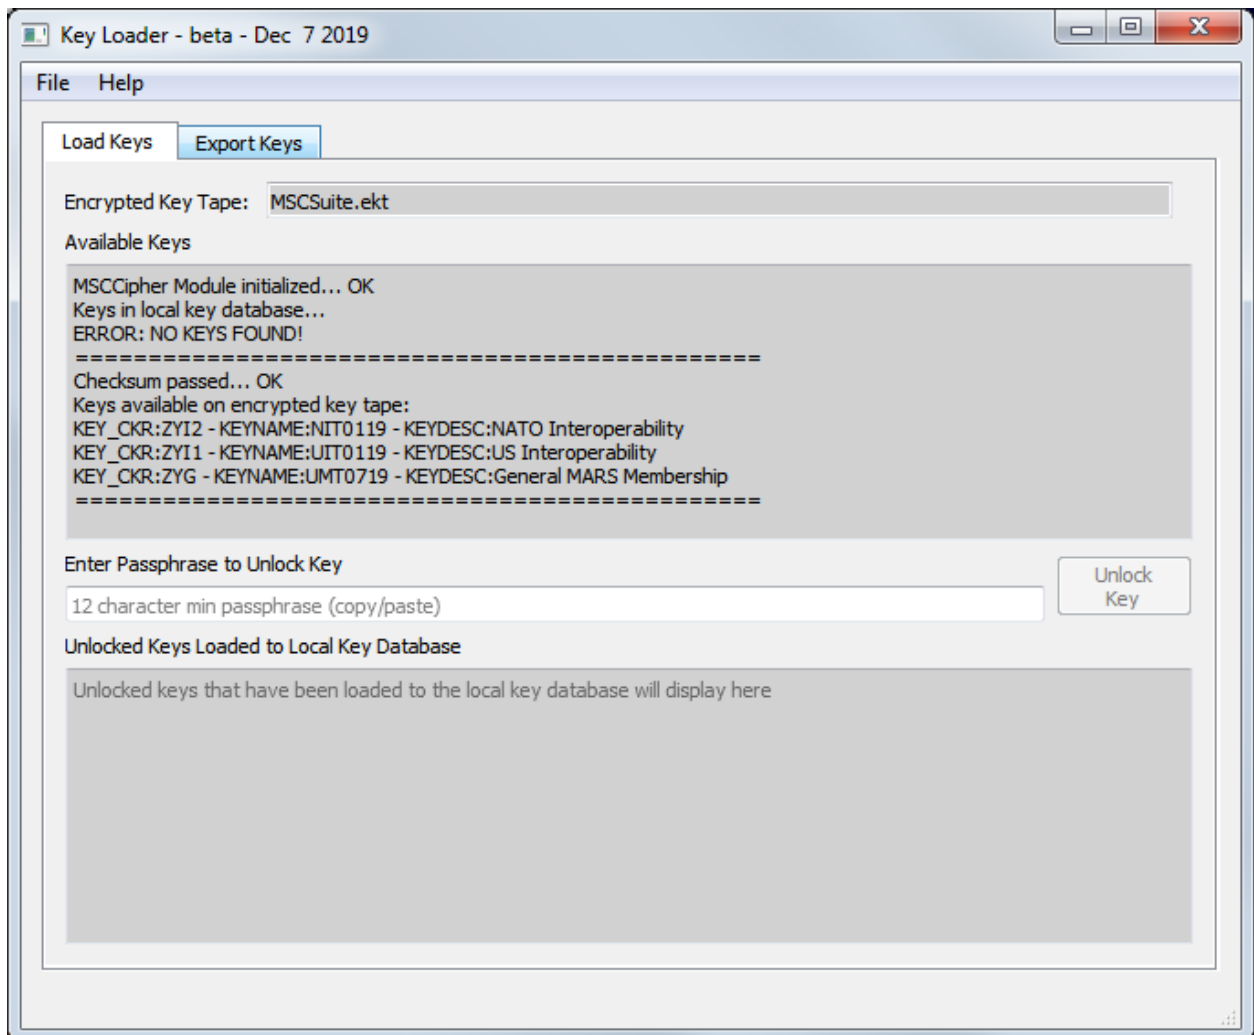 Key Loader - beta - Dec 7 2019
File Help
Load Keys Export Keys
Encrypted Key Tape: MSCSuite.ekt
Available Keys
MSCCipher Module initialized... OK
Keys in local key database...
ERROR: NO KEYS FOUND!
===============================================
Checksum passed... OK
Keys available on encrypted key tape:
KEY_CKR:ZYI2 - KEYNAME:NIT0119 - KEYDESC:NATO Interoperability
KEY_CKR:ZYI1 - KEYNAME:UIT0119 - KEYDESC:US Interoperability
KEY_CKR:ZYG - KEYNAME:UMT0719 - KEYDESC:General MARS Membership
===============================================
Enter Passphrase to Unlock Key
12 character min passphrase (copy/paste)
Unlock
Key
Unlocked Keys Loaded to Local Key Database
Unlocked keys that have been loaded to the local key database will display here